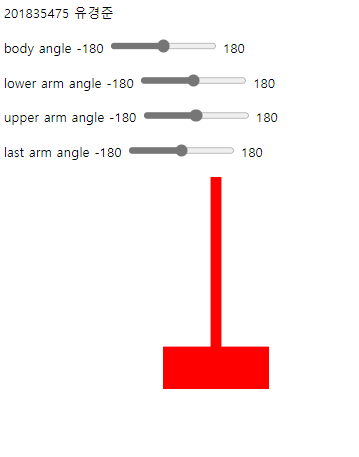 201835475 유경준
body angle -180 180
lower arm angle -180 180
upper arm angle -180 180
last arm angle -180 180